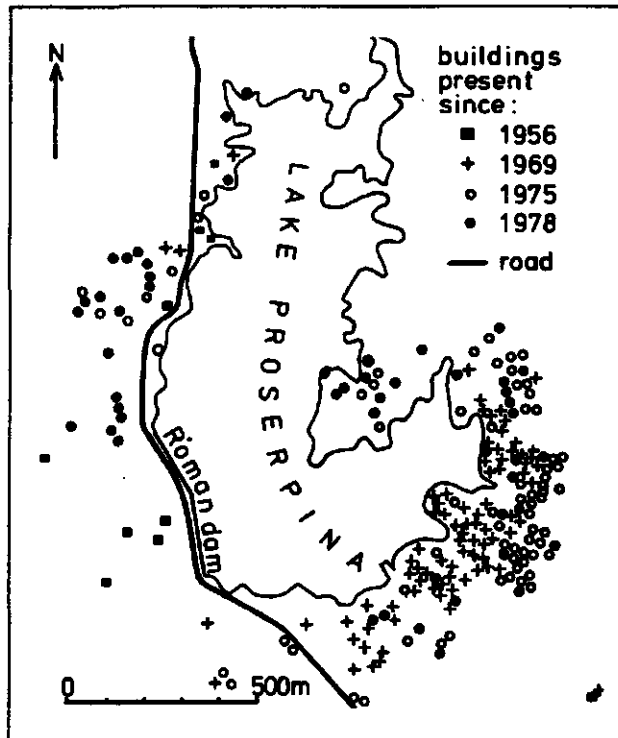 N
buildings
present
since:
1956
1969
1975
1978
road
LAKE PROSERPINA
Roman dam
0 500m